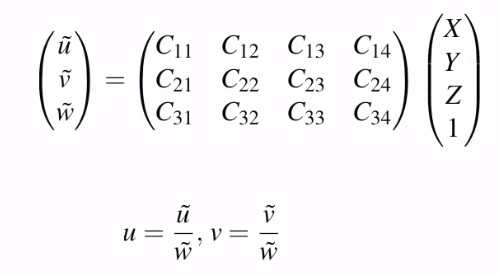 (ũ ṽ w̃) = (C₁₁ C₁₂ C₁₃ C₁₄ C₂₁ C₂₂ C₂₃ C₂₄ C₃₁ C₃₂ C₃₃ C₃₄) (X Y Z 1)
u = ũ/w̃, v = ṽ/w̃